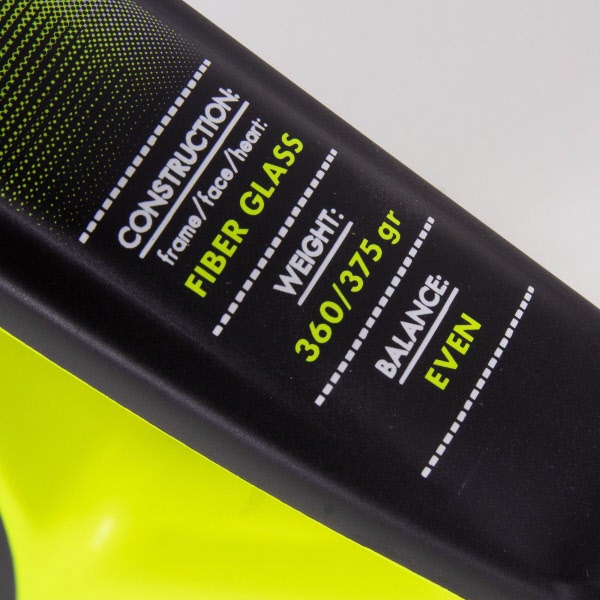 CONSTRUCTION:
frame/face/heart:
FIBER GLASS
WEIGHT:
360/375 gr
BALANCE:
EVEN